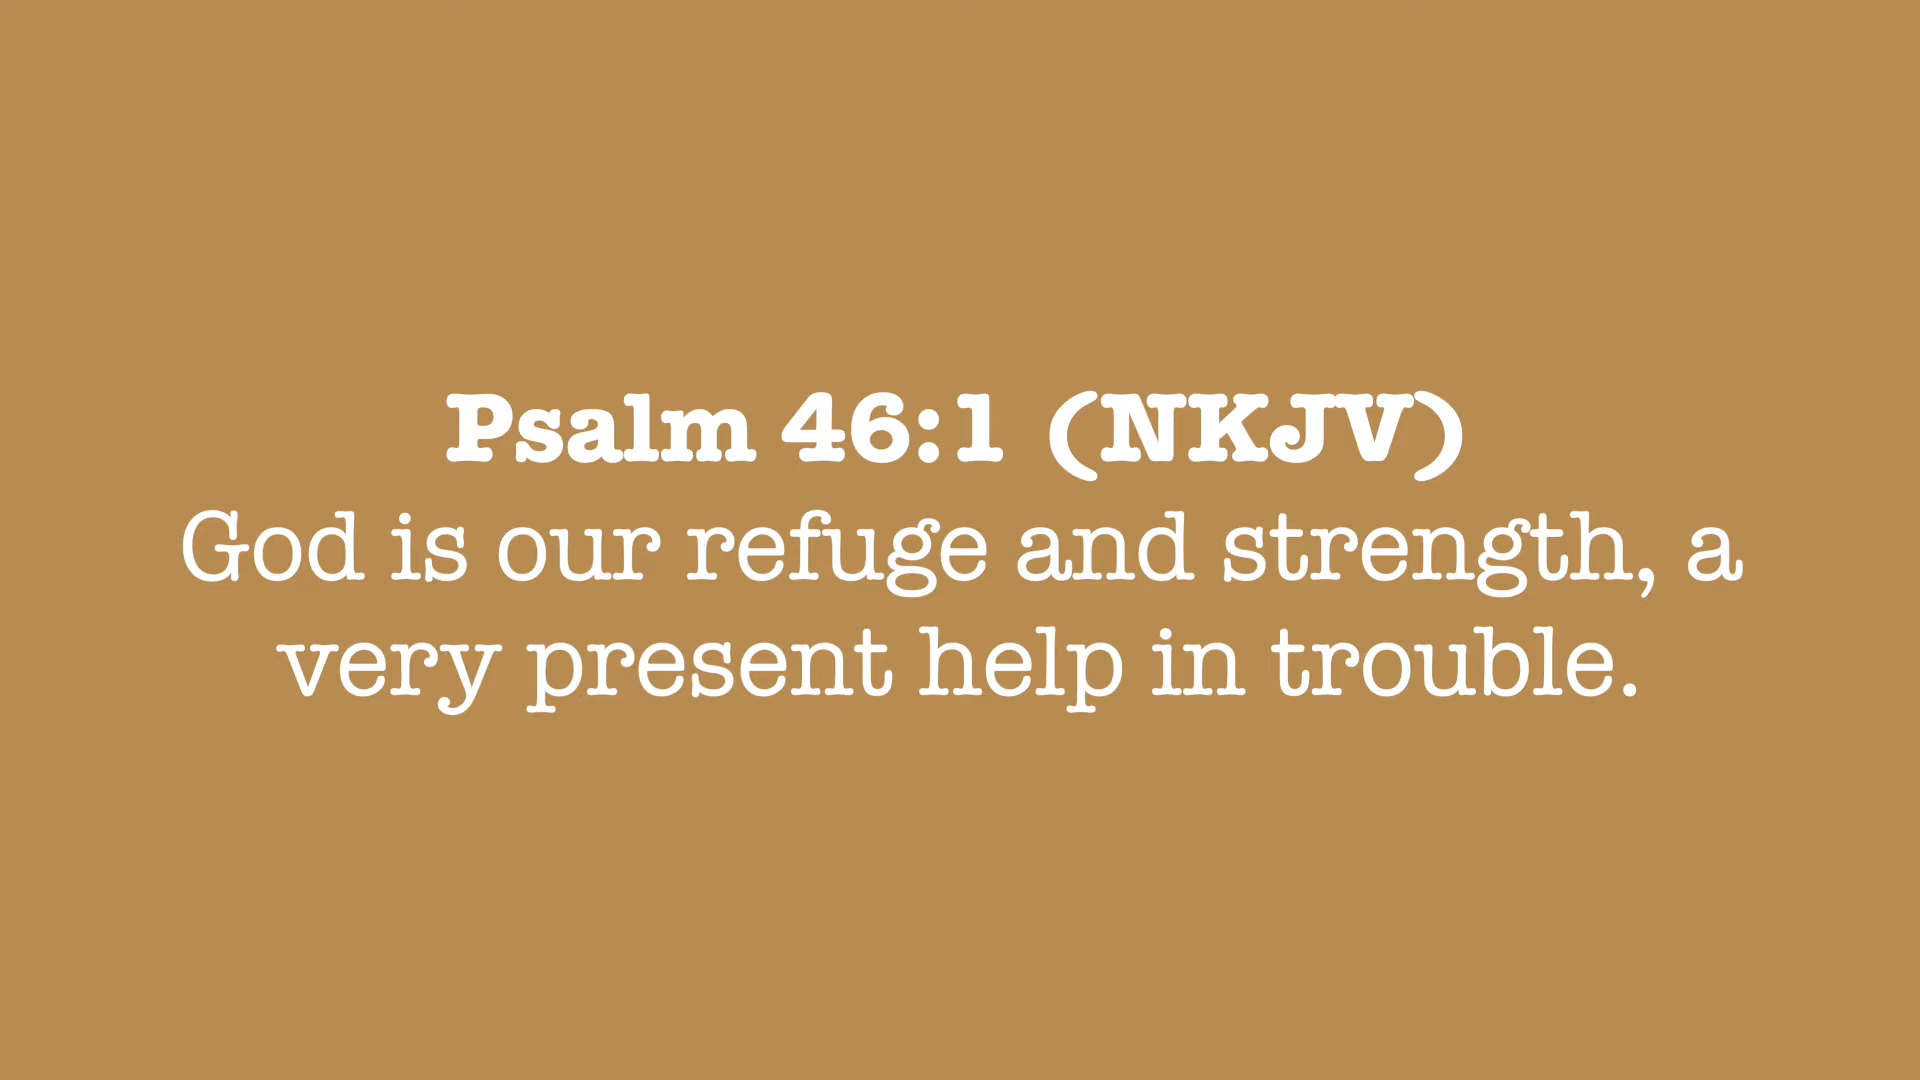 Psalm 46:1 (NKJV)
God is our refuge and strength, a
very present help in trouble.